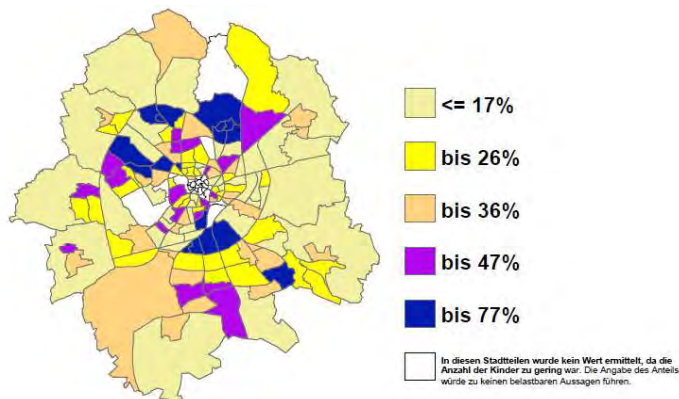 <= 17%
bis 26%
bis 36%
bis 47%
bis 77%
In diesen Stadtteilen wurde kein Wert ermittelt, da die
Anzahl der Kinder zu gering war. Die Angabe des Anteils
würde zu keinen belastbaren Aussagen führen.